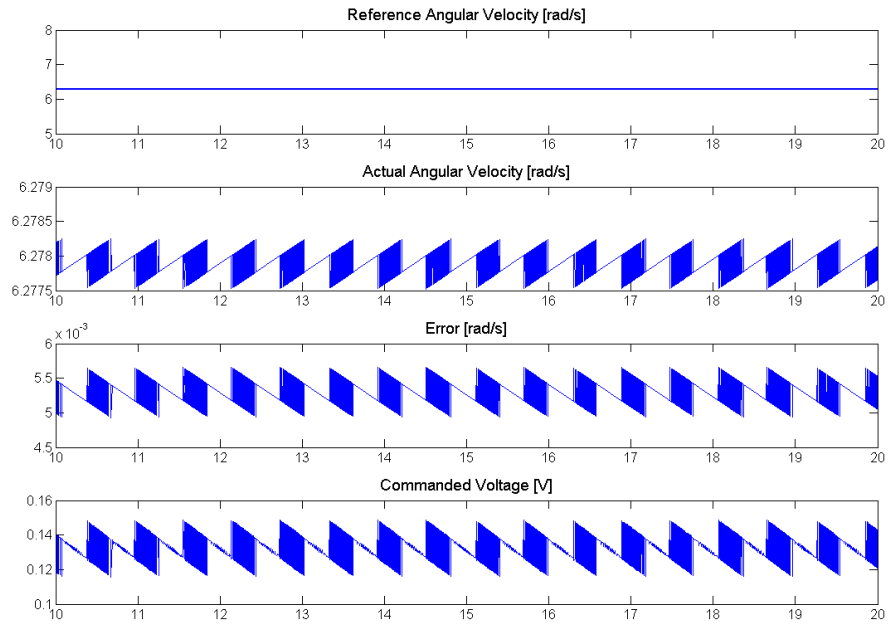 Reference Angular Velocity [rad/s]
8
7
6
5
10 11 12 13 14 15 16 17 18 19 20
Actual Angular Velocity [rad/s]
6.279
6.2785
6.278
6.2775
10 11 12 13 14 15 16 17 18 19 20
Error [rad/s]
x 10⁻³
6
5.5
5
4.5
10 11 12 13 14 15 16 17 18 19 20
Commanded Voltage [V]
0.16
0.14
0.12
0.1
10 11 12 13 14 15 16 17 18 19 20